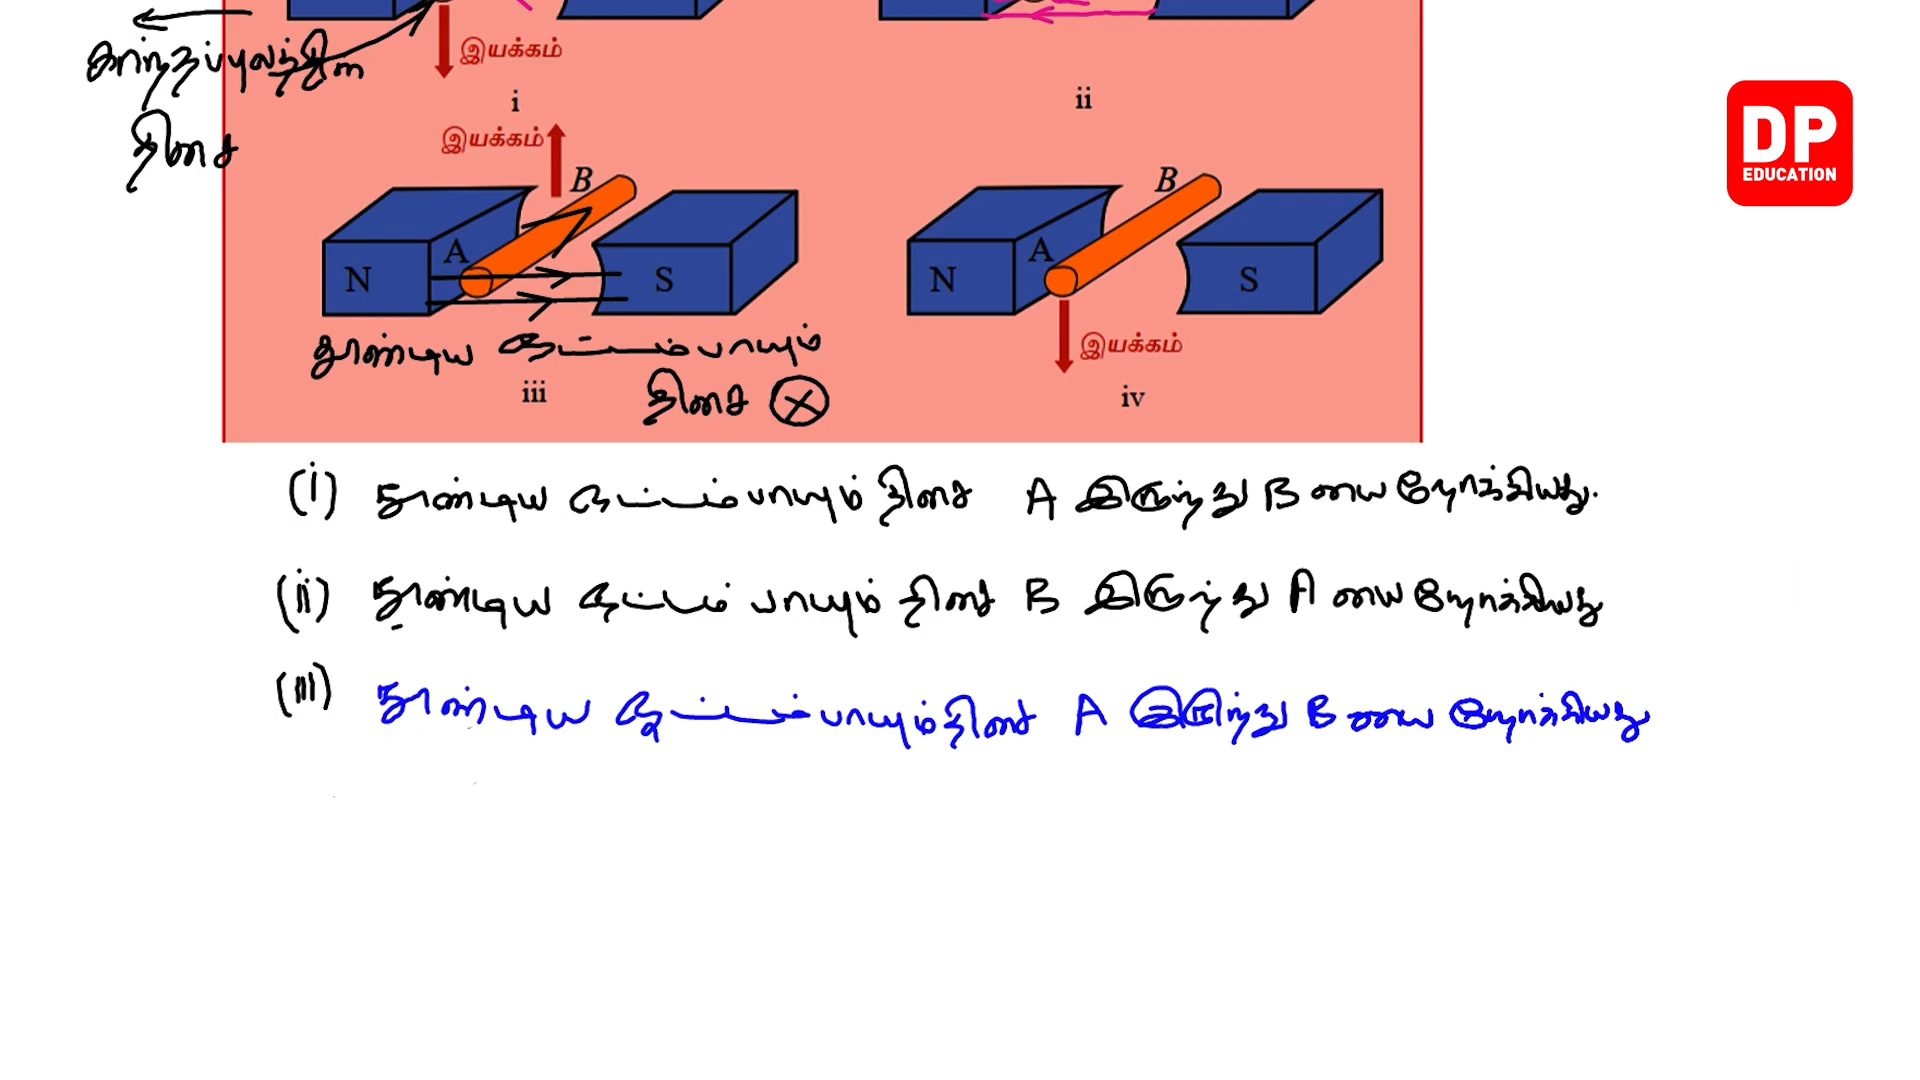 இயக்கம்
காந்தப்புலத்தின்
திசை
i
ii
இயக்கம்
B
A
N
S
தூண்டிய மின்னோட்டம் பாயும்
திசை
iii
B
A
N
S
இயக்கம்
iv
DP
EDUCATION
(i) தூண்டிய ஓட்டம் பாயும் திசை A இருந்து B யை நோக்கியது.
(ii) தூண்டிய ஓட்டம் பாயும் திசை B இருந்து A யை நோக்கியது
(iii) தூண்டிய ஓட்டம் பாயும் திசை A இருந்து B யை நோக்கியது